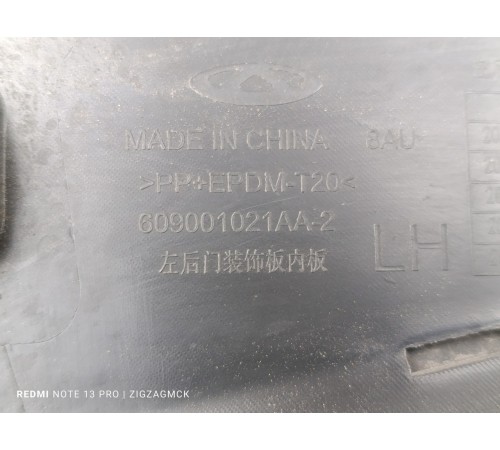 MADE IN CHINA 8AU
>PP+EPDM-T20<
609001021AA-2
左后门装饰板内板
LH
REDMI NOTE 13 PRO | ZIGZAGMCK